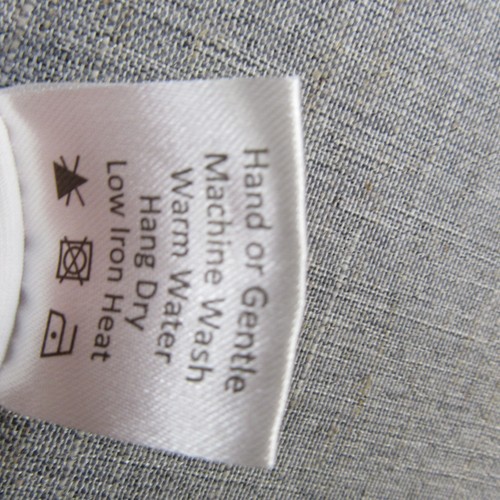 Hand or Gentle
Machine Wash
Warm Water
Hang Dry
Low Iron Heat